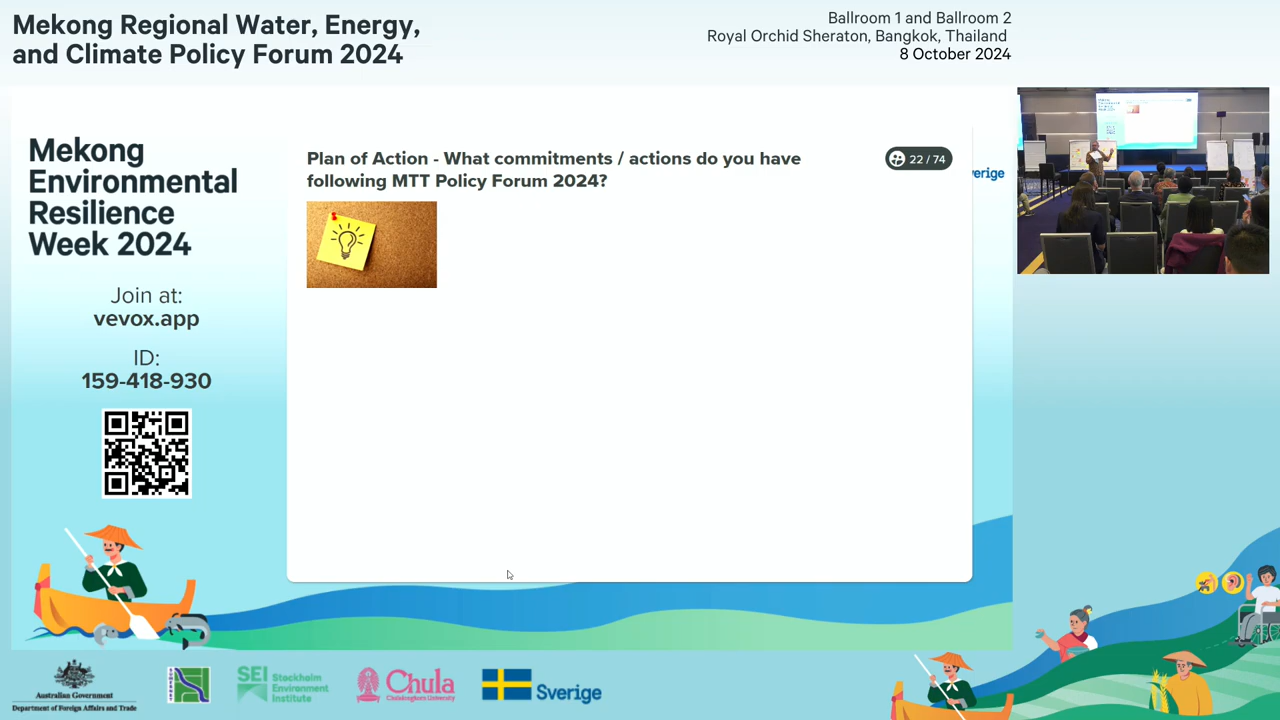 Mekong Regional Water, Energy,
and Climate Policy Forum 2024
Ballroom 1 and Ballroom 2
Royal Orchid Sheraton, Bangkok, Thailand
8 October 2024
Mekong
Environmental
Resilience
Week 2024
Join at:
vevox.app
ID:
159-418-930
Plan of Action - What commitments / actions do you have
following MTT Policy Forum 2024?
22 / 74
verige
Australian Government
Department of Foreign Affairs and Trade
SEI Stockholm
Environment
Institute
Chula
Chulalongkorn University
Sverige